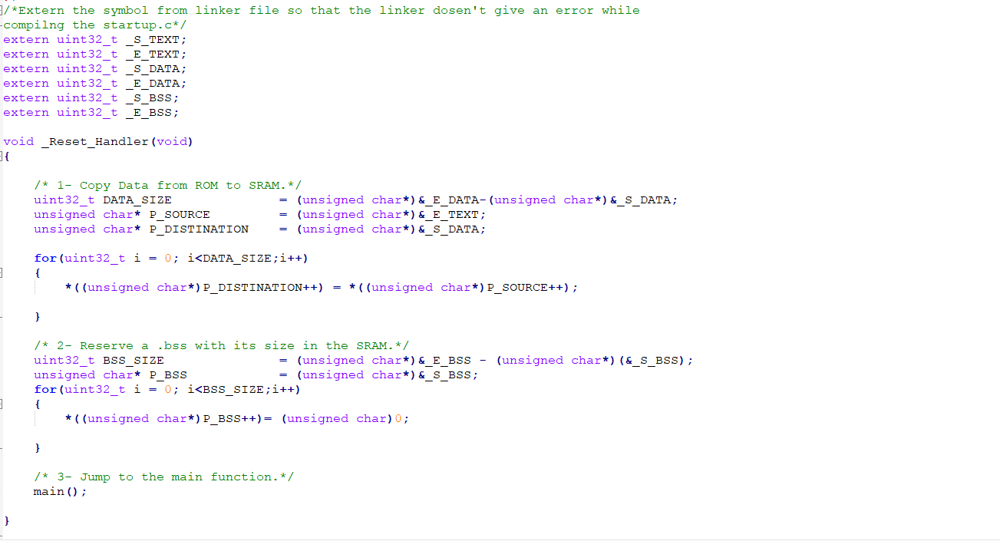 /*Extern the symbol from linker file so that the linker dosen't give an error while
compilng the startup.c*/
extern uint32_t _S_TEXT;
extern uint32_t _E_TEXT;
extern uint32_t _S_DATA;
extern uint32_t _E_DATA;
extern uint32_t _S_BSS;
extern uint32_t _E_BSS;
void _Reset_Handler(void)
{
/* 1- Copy Data from ROM to SRAM.*/
uint32_t DATA_SIZE = (unsigned char*)&_E_DATA-(unsigned char*)&_S_DATA;
unsigned char* P_SOURCE = (unsigned char*)&_E_TEXT;
unsigned char* P_DISTINATION = (unsigned char*)&_S_DATA;
for(uint32_t i = 0; i<DATA_SIZE;i++)
{
*((unsigned char*)P_DISTINATION++) = *((unsigned char*)P_SOURCE++);
}
/* 2- Reserve a .bss with its size in the SRAM.*/
uint32_t BSS_SIZE = (unsigned char*)&_E_BSS - (unsigned char*)(&_S_BSS);
unsigned char* P_BSS = (unsigned char*)&_S_BSS;
for(uint32_t i = 0; i<BSS_SIZE;i++)
{
*((unsigned char*)P_BSS++)= (unsigned char)0;
}
/* 3- Jump to the main function.*/
main();
}